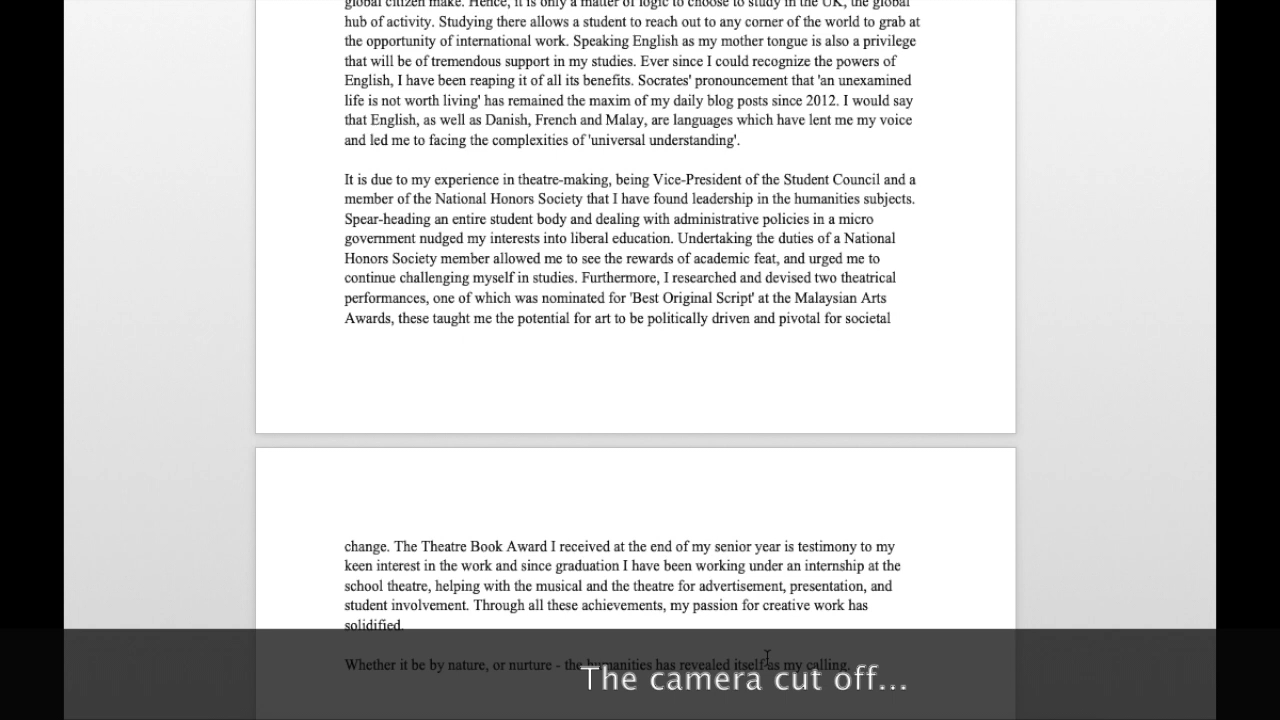 global citizen make. Hence, it is only a matter of logic to choose to study in the UK, the global
hub of activity. Studying there allows a student to reach out to any corner of the world to grab at
the opportunity of international work. Speaking English as my mother tongue is also a privilege
that will be of tremendous support in my studies. Ever since I could recognize the powers of
English, I have been reaping it of all its benefits. Socrates' pronouncement that 'an unexamined
life is not worth living' has remained the maxim of my daily blog posts since 2012. I would say
that English, as well as Danish, French and Malay, are languages which have lent me my voice
and led me to facing the complexities of 'universal understanding'.
It is due to my experience in theatre-making, being Vice-President of the Student Council and a
member of the National Honors Society that I have found leadership in the humanities subjects.
Spear-heading an entire student body and dealing with administrative policies in a micro
government nudged my interests into liberal education. Undertaking the duties of a National
Honors Society member allowed me to see the rewards of academic feat, and urged me to
continue challenging myself in studies. Furthermore, I researched and devised two theatrical
performances, one of which was nominated for 'Best Original Script' at the Malaysian Arts
Awards, these taught me the potential for art to be politically driven and pivotal for societal
change. The Theatre Book Award I received at the end of my senior year is testimony to my
keen interest in the work and since graduation I have been working under an internship at the
school theatre, helping with the musical and the theatre for advertisement, presentation, and
student involvement. Through all these achievements, my passion for creative work has
solidified.
Whether it be by nature, or nurture - the humanities has revealed itself as my calling.
The camera cut off...